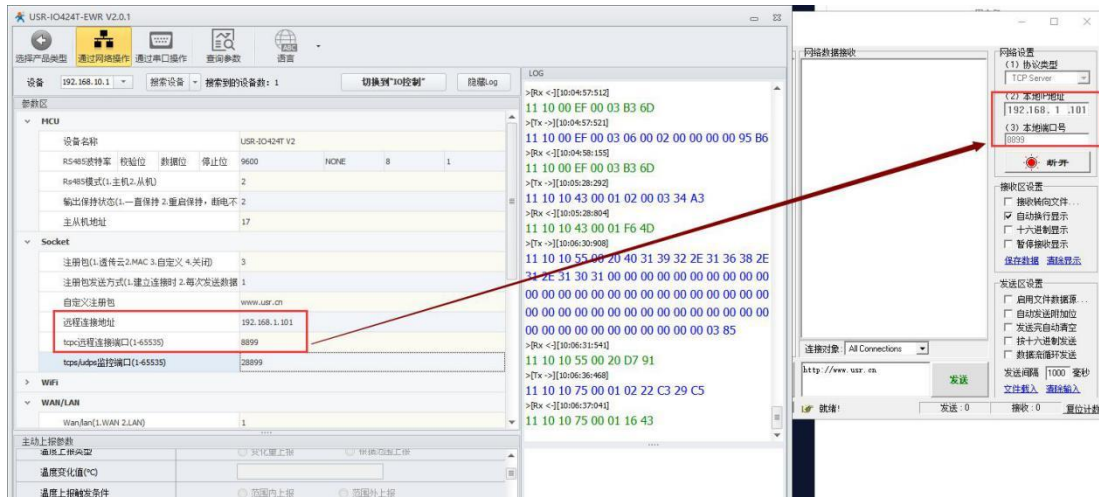 USR-IO424T-EWR V2.0.1
选择产品类型 通过网络操作 通过串口操作 查询参数 语言
设备 192.168.10.1 搜索设备 搜索到的设备数: 1 切换到"IO控制" 隐藏Log
参数区
MCU
设备名称 USR-IO424T V2
RS485波特率 校验位 数据位 停止位 9600 NONE 8 1
Rs485模式(1.主机2.从机) 2
输出保持状态(1.一直保持 2.重启保持，断电不 2
主从机地址 17
Socket
注册包(1.透传云2.MAC 3.自定义 4.关闭) 3
注册包发送方式(1.建立连接时 2.每次发送数据 1
自定义注册包 www.usr.cn
远程连接地址 192.168.1.101
tcpc远程连接端口(1-65535) 8899
tcps/udps监控端口(1-65535) 28899
WiFi
WAN/LAN
Wan/lan(1.WAN 2.LAN) 1
主动上报参数
温度上报类型 变化量上报
温度变化值(℃)
温度上报触发条件 范围内上报 范围外上报
LOG
>[Rx <-][10:04:57:512]
11 10 00 EF 00 03 B3 6D
>[Tx ->][10:04:57:521]
11 10 00 EF 00 03 06 00 02 00 00 00 00 95 B6
>[Rx <-][10:04:58:155]
11 10 00 EF 00 03 B3 6D
>[Tx ->][10:05:28:292]
11 10 10 43 00 01 02 00 03 34 A3
>[Rx <-][10:05:28:804]
11 10 10 43 00 01 F6 4D
>[Tx ->][10:06:30:908]
11 10 10 55 00 20 40 31 39 32 2E 31 36 38 2E
31 2E 31 30 31 00 00 00 00 00 00 00 00 00 00
00 00 00 00 00 00 00 00 00 00 00 00 00 00 00
00 00 00 00 00 00 00 00 00 00 00 00 00 00 00
00 00 00 00 00 00 00 00 00 00 00 03 85
>[Rx <-][10:06:31:541]
11 10 10 55 00 20 D7 91
>[Tx ->][10:06:36:468]
11 10 10 75 00 01 02 22 C3 29 C5
>[Rx <-][10:06:37:041]
11 10 10 75 00 01 16 43
网络数据接收
连接对象: All Connections
http://www.usr.cn
发送
就绪! 发送 : 0 接收 : 0 复位计数
网络设置
(1) 协议类型
TCP Server
(2) 本地IP地址
192.168. 1 .101
(3) 本地端口号
8899
断开
接收区设置
接收转向文件...
自动换行显示
十六进制显示
暂停接收显示
保存数据 清除显示
发送区设置
启用文件数据源...
自动发送附加位
发送完自动清空
按十六进制发送
数据流循环发送
发送间隔 1000 毫秒
文件载入 清除输入